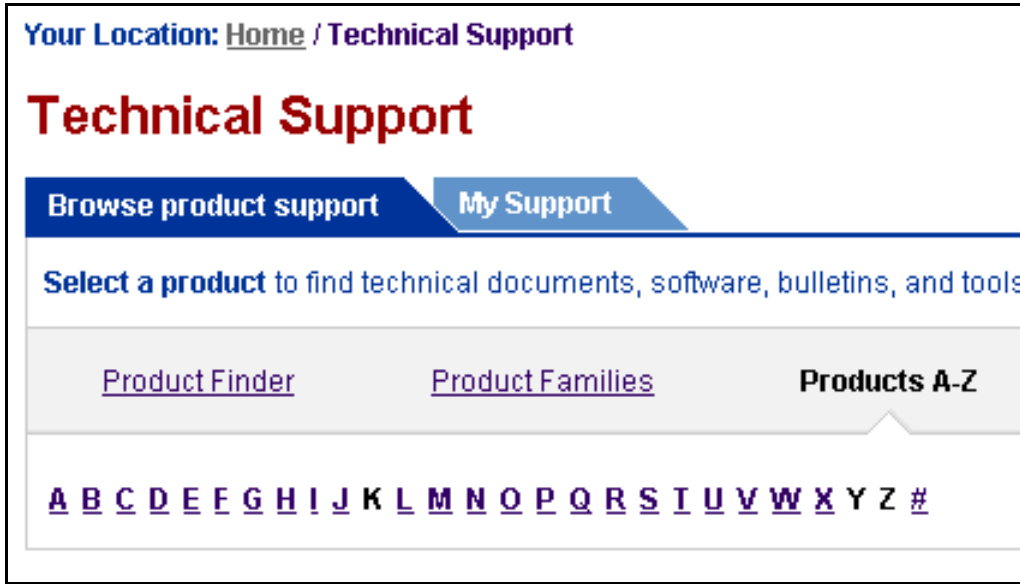 Your Location: Home / Technical Support
Technical Support
Browse product support My Support
Select a product to find technical documents, software, bulletins, and tools
Product Finder Product Families Products A-Z
A B C D E F G H I J K L M N O P Q R S T U V W X Y Z #